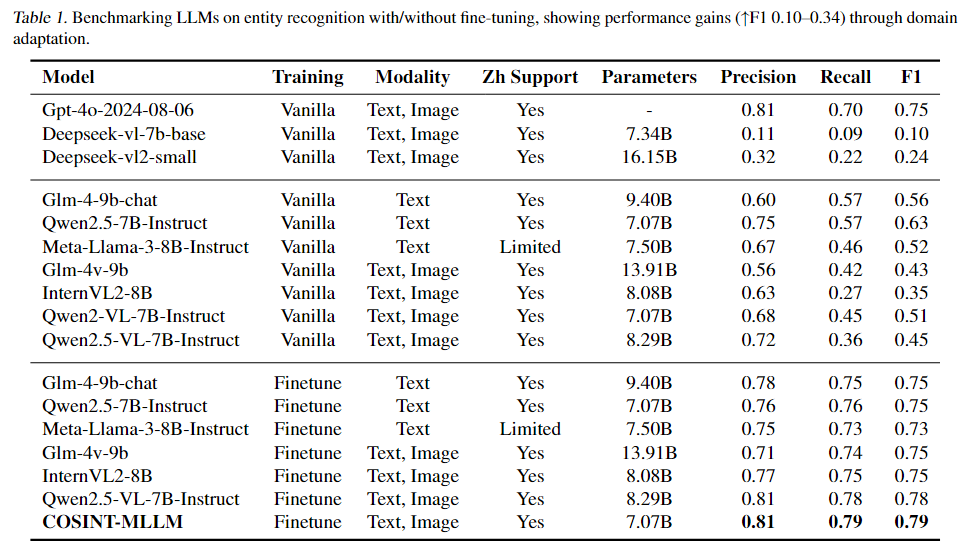 Table 1. Benchmarking LLMs on entity recognition with/without fine-tuning, showing performance gains (↑F1 0.10–0.34) through domain
adaptation.
Model Training Modality Zh Support Parameters Precision Recall F1
Gpt-4o-2024-08-06 Vanilla Text, Image Yes - 0.81 0.70 0.75
Deepseek-vl-7b-base Vanilla Text, Image Yes 7.34B 0.11 0.09 0.10
Deepseek-vl2-small Vanilla Text, Image Yes 16.15B 0.32 0.22 0.24
Glm-4-9b-chat Vanilla Text Yes 9.40B 0.60 0.57 0.56
Qwen2.5-7B-Instruct Vanilla Text Yes 7.07B 0.75 0.57 0.63
Meta-Llama-3-8B-Instruct Vanilla Text Limited 7.50B 0.67 0.46 0.52
Glm-4v-9b Vanilla Text, Image Yes 13.91B 0.56 0.42 0.43
InternVL2-8B Vanilla Text, Image Yes 8.08B 0.63 0.27 0.35
Qwen2-VL-7B-Instruct Vanilla Text, Image Yes 7.07B 0.68 0.45 0.51
Qwen2.5-VL-7B-Instruct Vanilla Text, Image Yes 8.29B 0.72 0.36 0.45
Glm-4-9b-chat Finetune Text Yes 9.40B 0.78 0.75 0.75
Qwen2.5-7B-Instruct Finetune Text Yes 7.07B 0.76 0.76 0.75
Meta-Llama-3-8B-Instruct Finetune Text Limited 7.50B 0.75 0.73 0.73
Glm-4v-9b Finetune Text, Image Yes 13.91B 0.71 0.74 0.75
InternVL2-8B Finetune Text, Image Yes 8.08B 0.77 0.75 0.75
Qwen2.5-VL-7B-Instruct Finetune Text, Image Yes 8.29B 0.81 0.78 0.78
COSINT-MLLM Finetune Text, Image Yes 7.07B 0.81 0.79 0.79